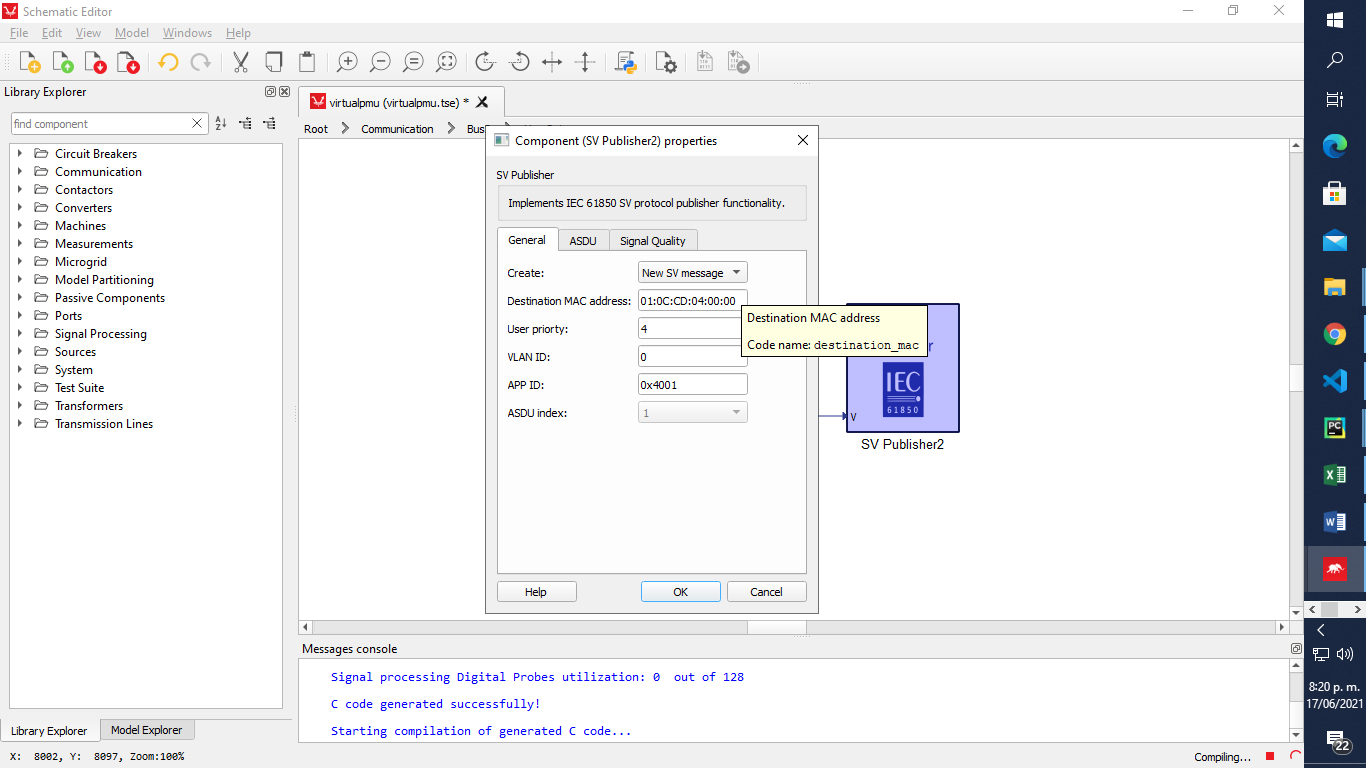 Schematic Editor
File Edit View Model Windows Help
Library Explorer
find component
Circuit Breakers
Communication
Contactors
Converters
Machines
Measurements
Microgrid
Model Partitioning
Passive Components
Ports
Signal Processing
Sources
System
Test Suite
Transformers
Transmission Lines
Library Explorer
Model Explorer
X: 8002, Y: 8097, Zoom:100%
virtualpmu (virtualpmu.tse) *
Root
Communication
Component (SV Publisher2) properties
SV Publisher
Implements IEC 61850 SV protocol publisher functionality.
General
ASDU
Signal Quality
Create:
New SV message
Destination MAC address:
01:0C:CD:04:00:00
User priorty:
4
VLAN ID:
0
APP ID:
0x4001
ASDU index:
1
Help
OK
Cancel
Destination MAC address
Code name: destination_mac
IEC
61850
V
SV Publisher2
Messages console
Signal processing Digital Probes utilization: 0 out of 128
C code generated successfully!
Starting compilation of generated C code...
Compiling...
PC
8:20 p. m.
17/06/2021
22